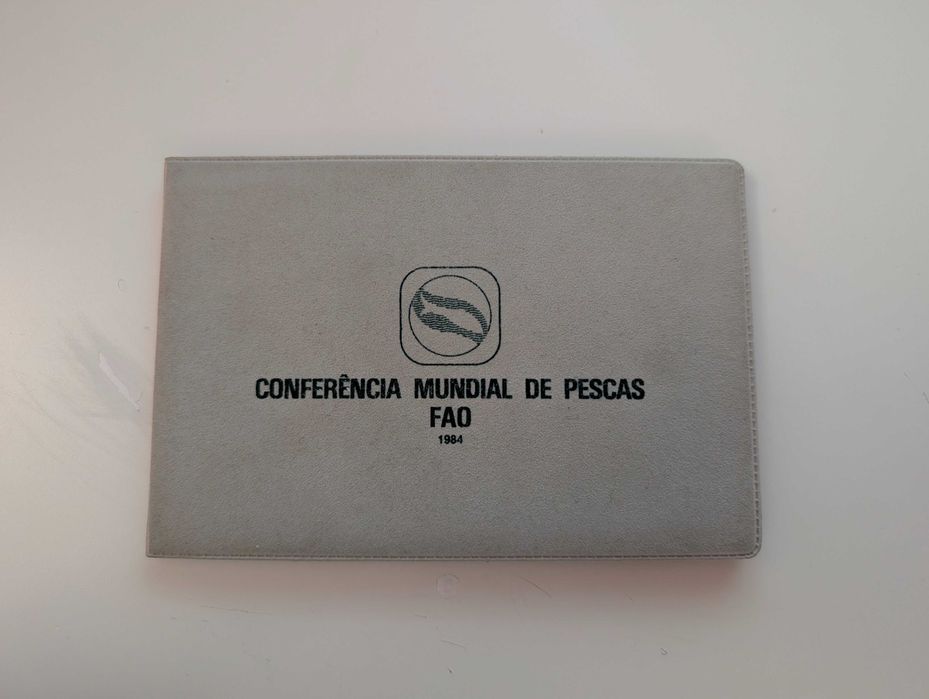 CONFERÊNCIA MUNDIAL DE PESCAS
FAO
1984